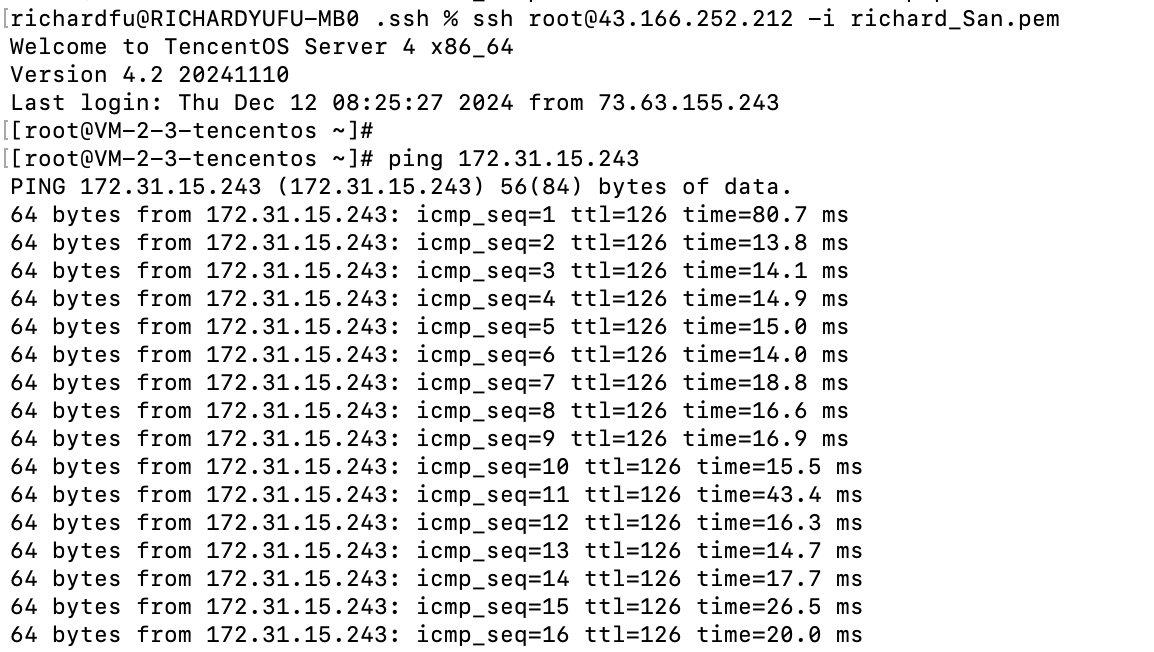 [richardfu@RICHARDYUFU-MB0 .ssh % ssh root@43.166.252.212 -i richard_San.pem
Welcome to TencentOS Server 4 x86_64
Version 4.2 20241110
Last login: Thu Dec 12 08:25:27 2024 from 73.63.155.243
[[root@VM-2-3-tencentos ~]#
[[root@VM-2-3-tencentos ~]# ping 172.31.15.243
PING 172.31.15.243 (172.31.15.243) 56(84) bytes of data.
64 bytes from 172.31.15.243: icmp_seq=1 ttl=126 time=80.7 ms
64 bytes from 172.31.15.243: icmp_seq=2 ttl=126 time=13.8 ms
64 bytes from 172.31.15.243: icmp_seq=3 ttl=126 time=14.1 ms
64 bytes from 172.31.15.243: icmp_seq=4 ttl=126 time=14.9 ms
64 bytes from 172.31.15.243: icmp_seq=5 ttl=126 time=15.0 ms
64 bytes from 172.31.15.243: icmp_seq=6 ttl=126 time=14.0 ms
64 bytes from 172.31.15.243: icmp_seq=7 ttl=126 time=18.8 ms
64 bytes from 172.31.15.243: icmp_seq=8 ttl=126 time=16.6 ms
64 bytes from 172.31.15.243: icmp_seq=9 ttl=126 time=16.9 ms
64 bytes from 172.31.15.243: icmp_seq=10 ttl=126 time=15.5 ms
64 bytes from 172.31.15.243: icmp_seq=11 ttl=126 time=43.4 ms
64 bytes from 172.31.15.243: icmp_seq=12 ttl=126 time=16.3 ms
64 bytes from 172.31.15.243: icmp_seq=13 ttl=126 time=14.7 ms
64 bytes from 172.31.15.243: icmp_seq=14 ttl=126 time=17.7 ms
64 bytes from 172.31.15.243: icmp_seq=15 ttl=126 time=26.5 ms
64 bytes from 172.31.15.243: icmp_seq=16 ttl=126 time=20.0 ms